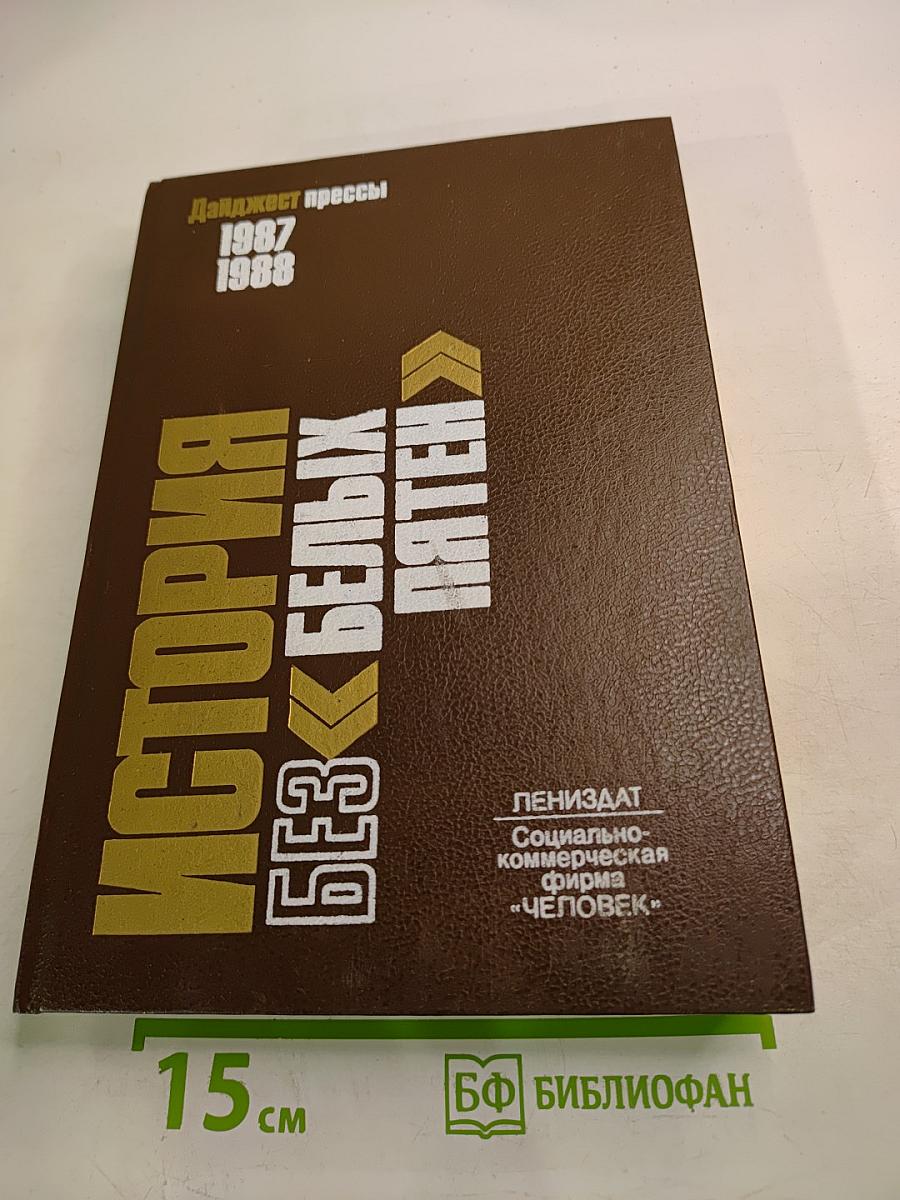 Дайджест прессы
1987
1988
ИСТОРИЯ
БЕЗ «БЕЛЫХ
ПЯТЕН»
ЛЕНИЗДАТ
Социально-
коммерческая
фирма
"ЧЕЛОВЕК"
15 см
БФ БИБЛИОФАН